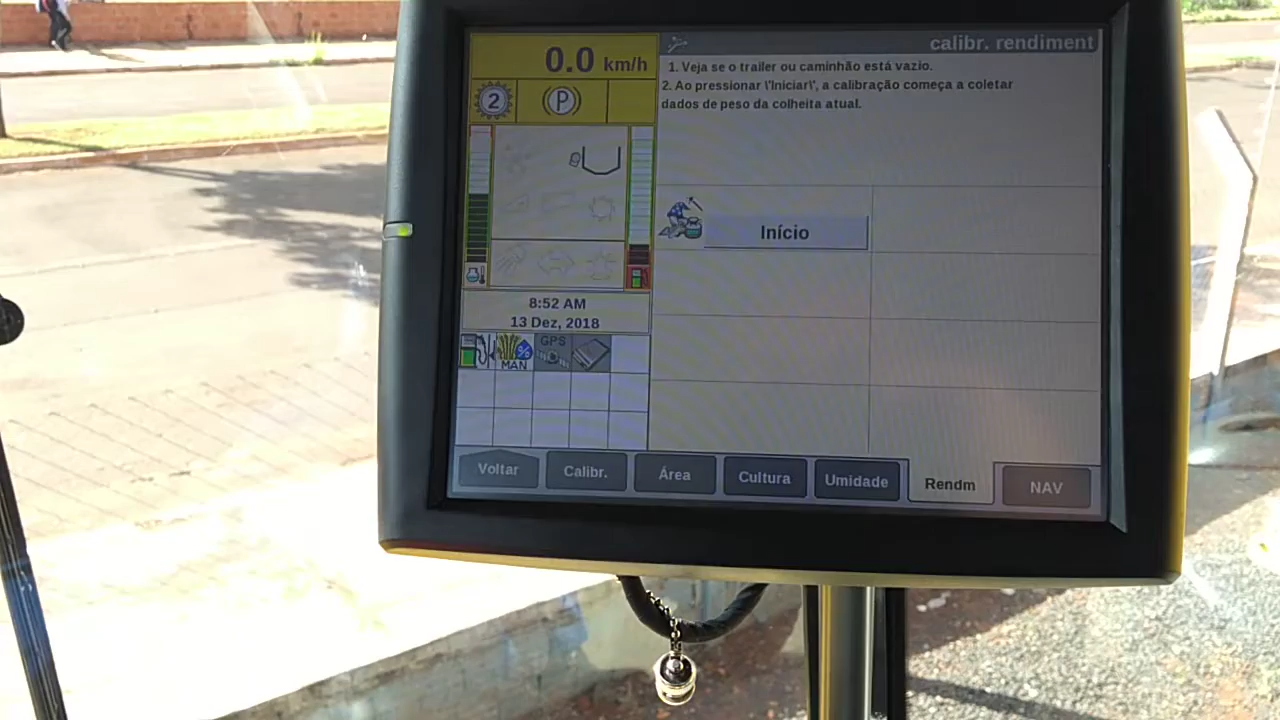 calibr. rendiment
0.0 km/h
2
P
1. Veja se o trailer ou caminhão está vazio.
2. Ao pressionar \'Iniciar\', a calibração começa a coletar
dados de peso da colheita atual.
Início
8:52 AM
13 Dez, 2018
%
MAN
GPS
Voltar
Calibr.
Área
Cultura
Umidade
Rendm
NAV